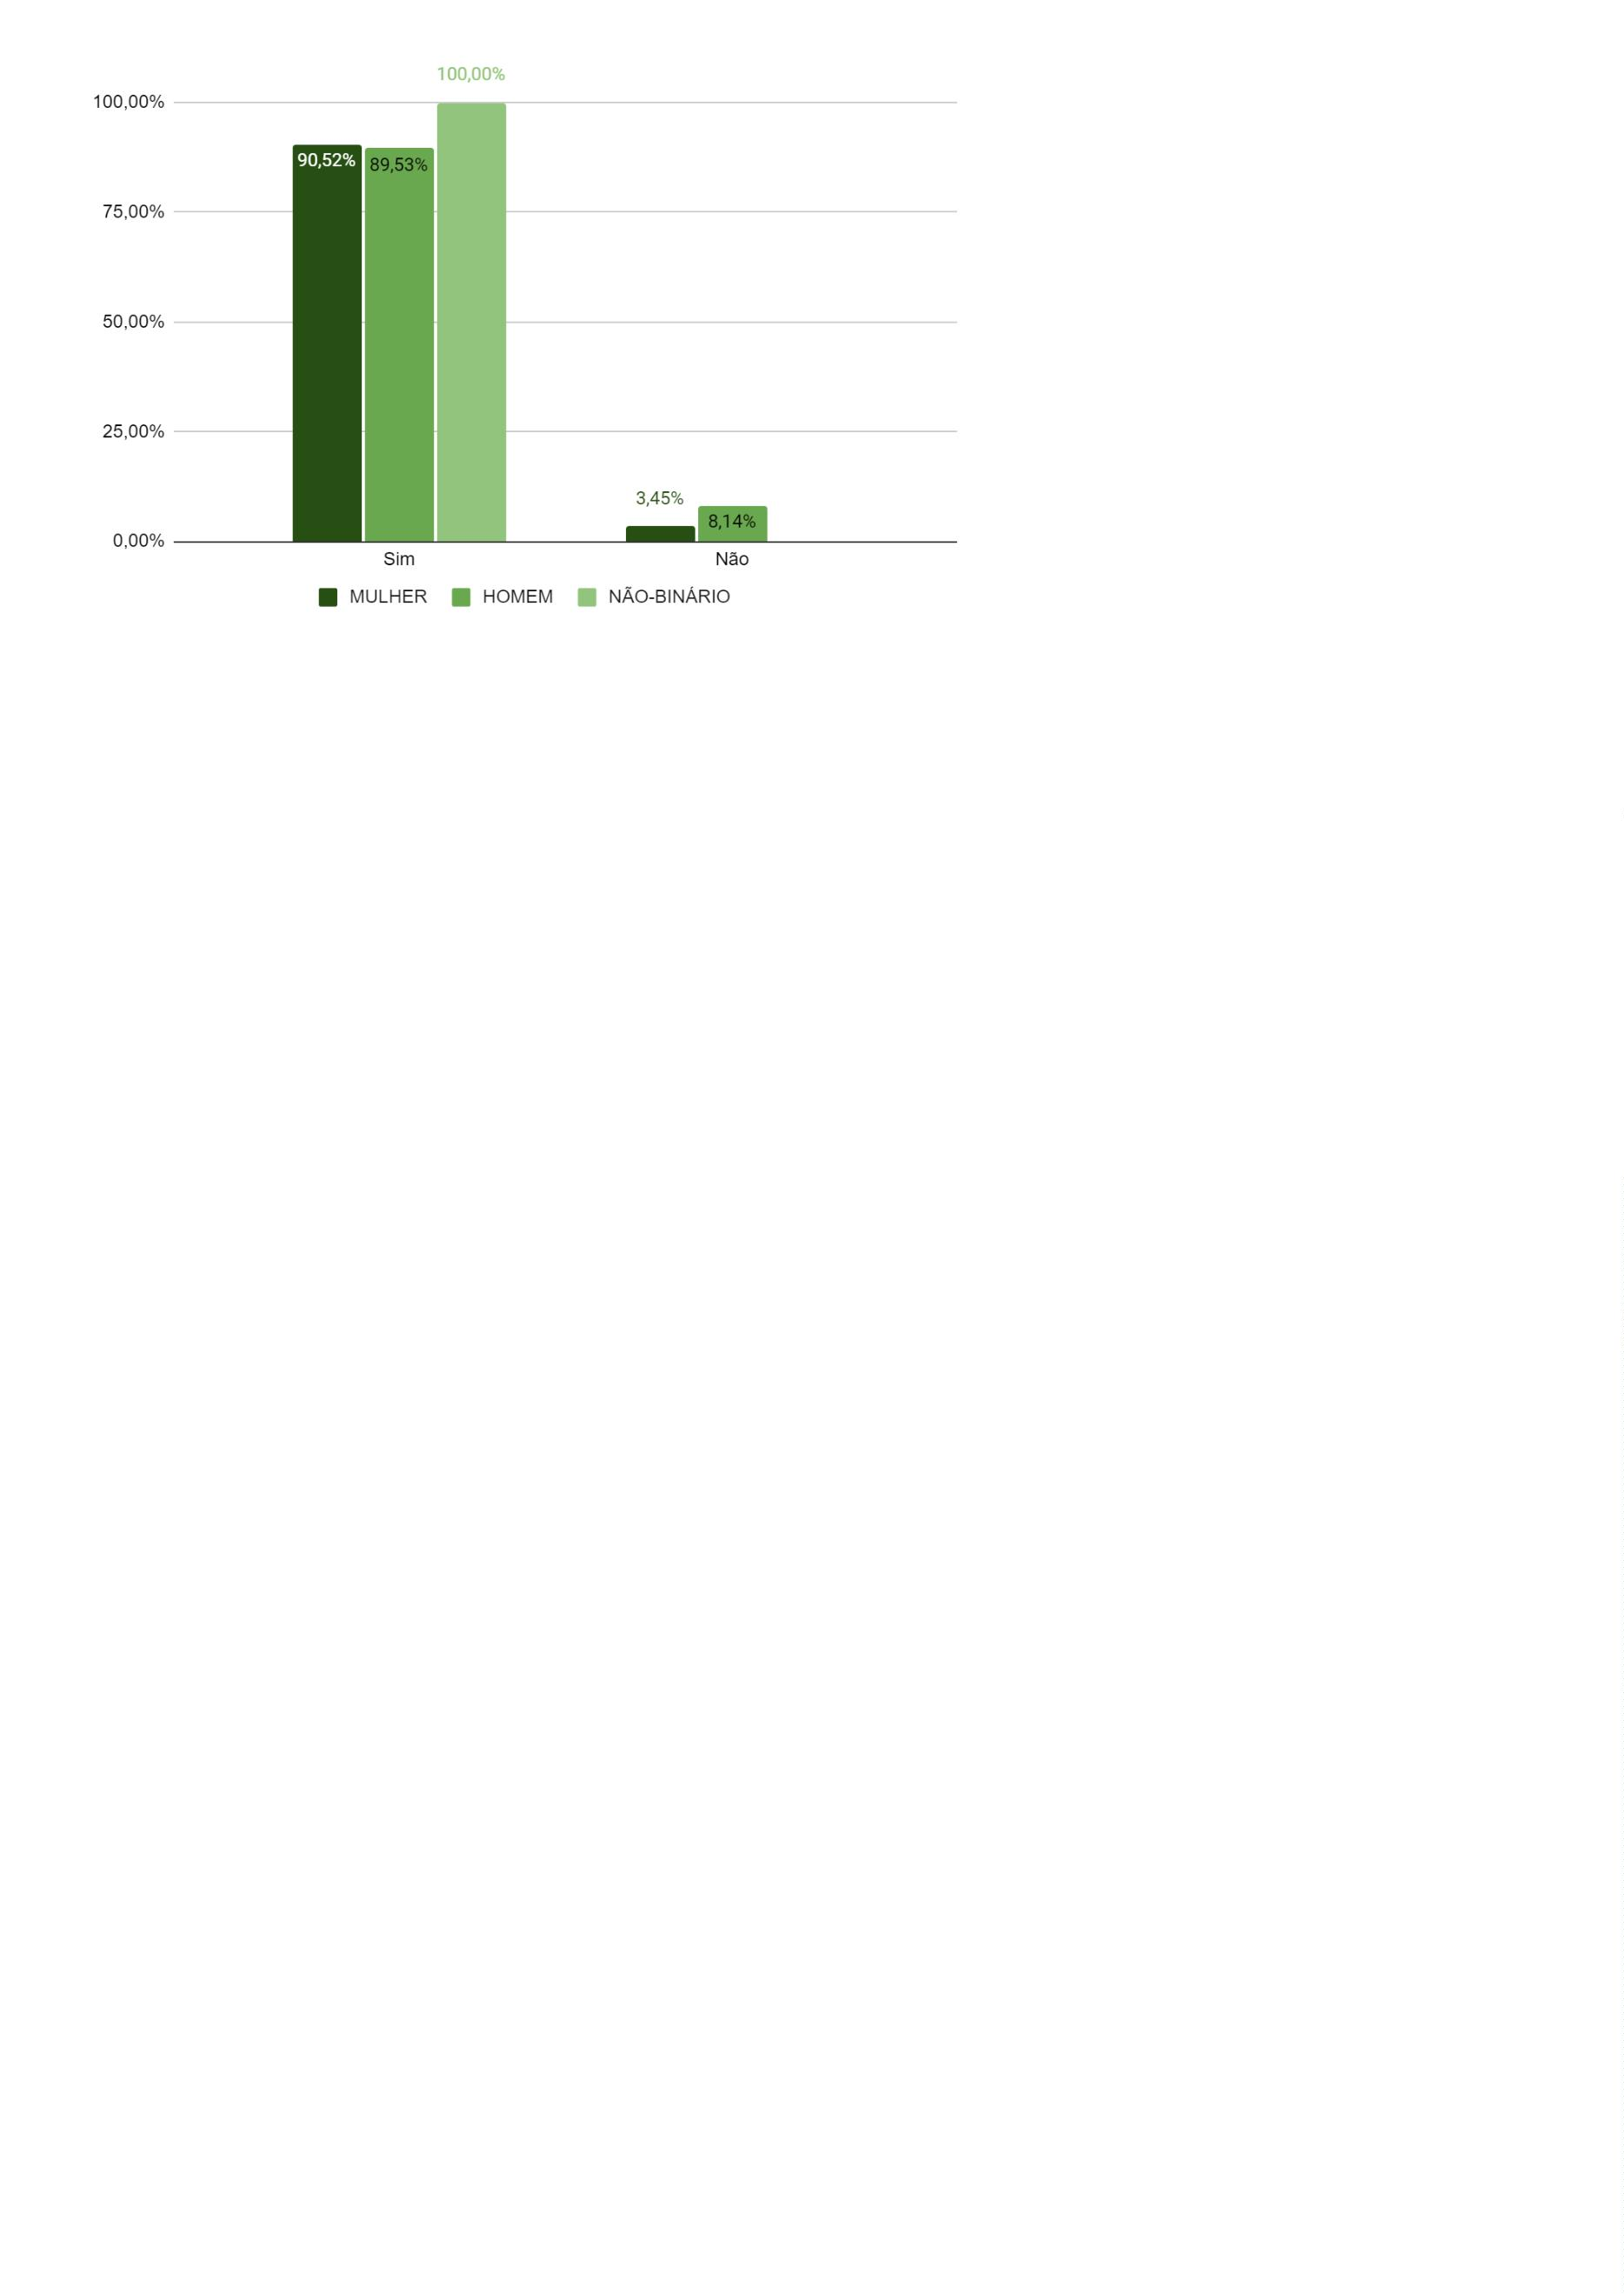 100,00%
100,00%
90,52%
89,53%
75,00%
50,00%
25,00%
3,45%
8,14%
0,00%
Sim
Não
MULHER
HOMEM
NÃO-BINÁRIO